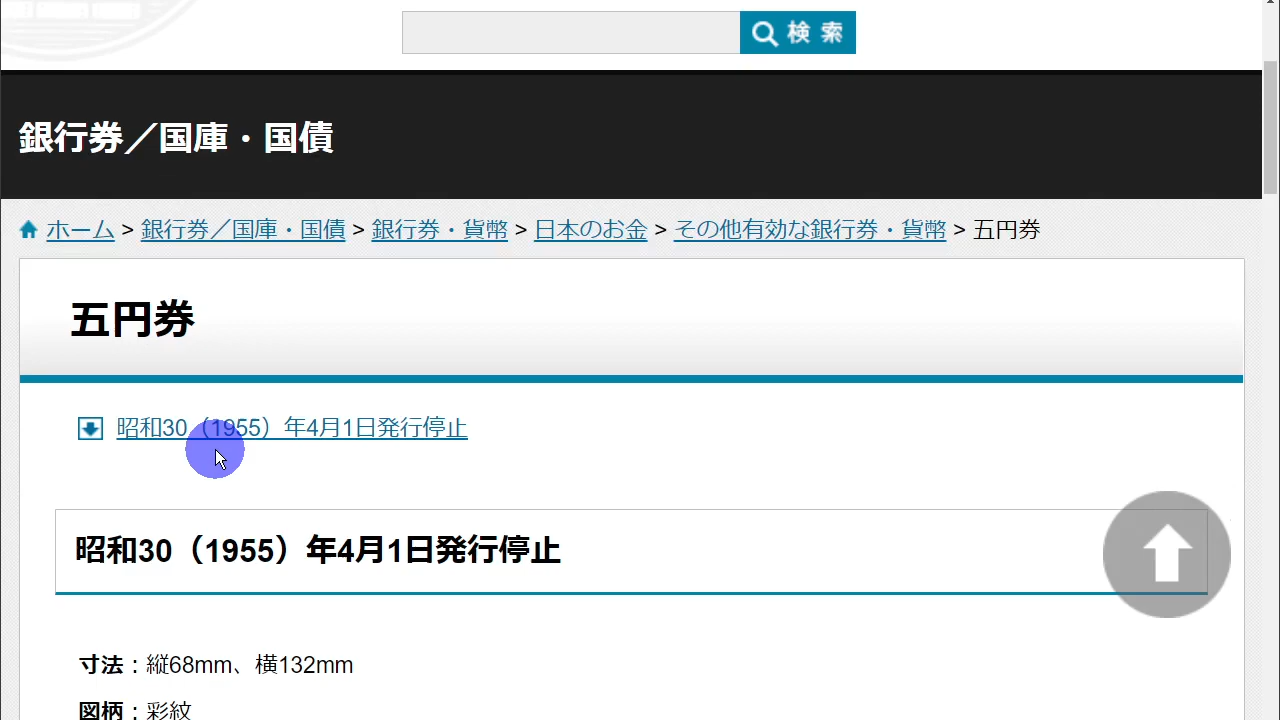 検索
銀行券／国庫・国債
ホーム > 銀行券／国庫・国債 > 銀行券・貨幣 > 日本のお金 > その他有効な銀行券・貨幣 > 五円券
五円券
昭和30（1955）年4月1日発行停止
昭和30（1955）年4月1日発行停止
寸法：縦68mm、横132mm
図柄：彩紋